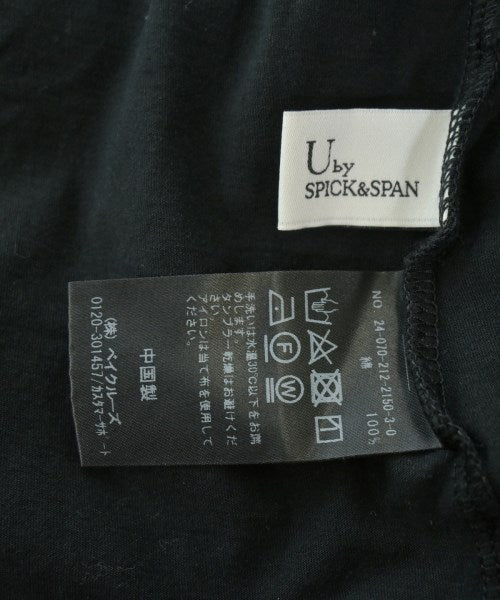 U by
SPICK&SPAN
NO. 24-070-212-2150-3-0
綿 100%
手洗いは水温30℃以下をお奨
めします。
タンブラー乾燥はお避けくだ
さい。
アイロンは当て布を使用して
ください。
中国製
(株)ベイクルーズ
0120-301457/カスタマーサポート